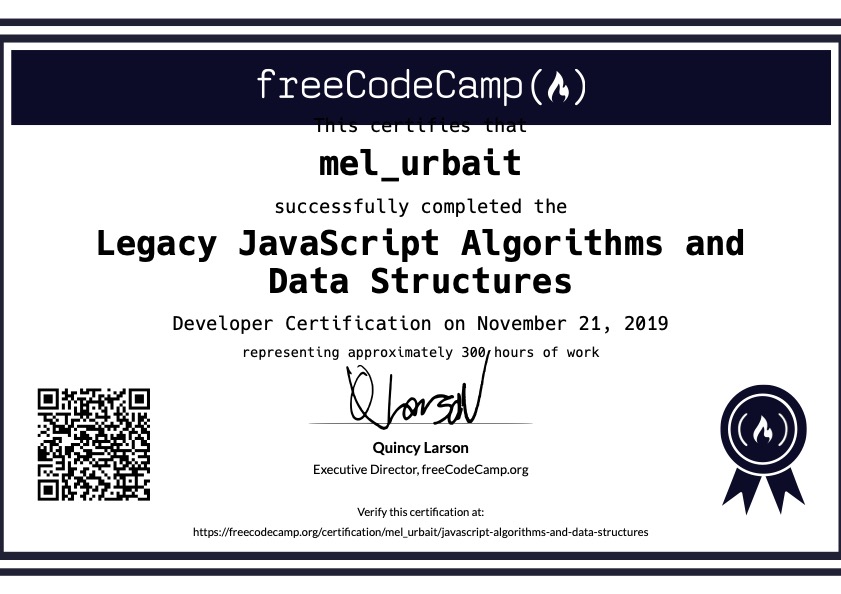 freeCodeCamp
This certifies that
mel_urbait
successfully completed the
Legacy JavaScript Algorithms and
Data Structures
Developer Certification on November 21, 2019
representing approximately 300 hours of work
Quincy Larson
Executive Director, freeCodeCamp.org
Verify this certification at:
https://freecodecamp.org/certification/mel_urbait/javascript-algorithms-and-data-structures